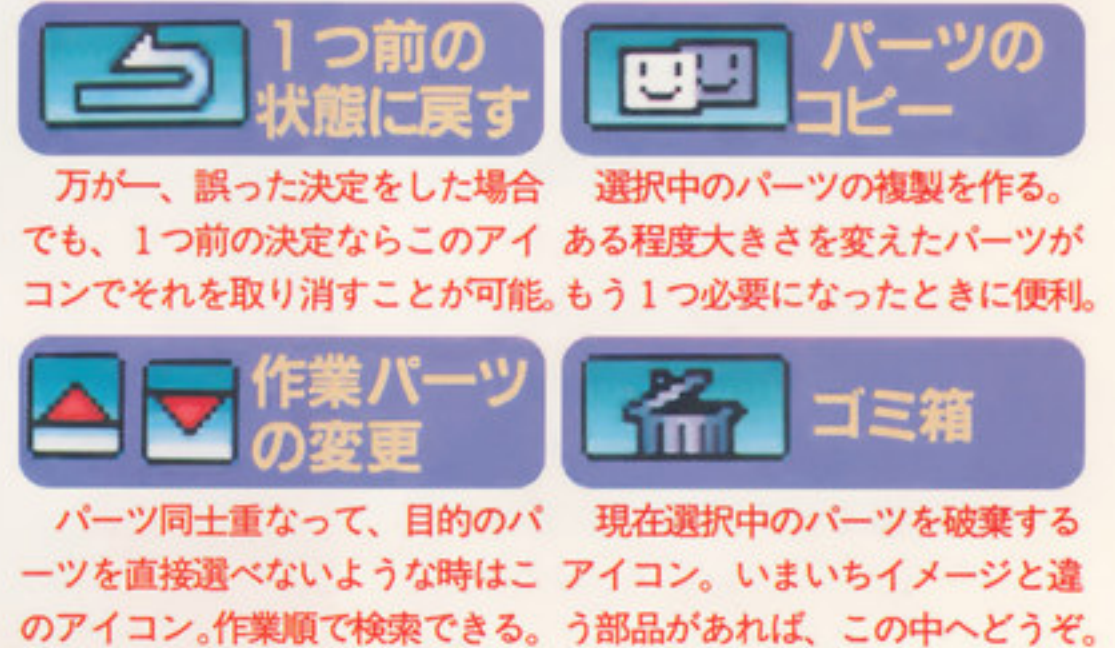 1つ前の
状態に戻す
万が一、誤った決定をした場合
でも、1つ前の決定ならこのアイ
コンでそれを取り消すことが可能。
パーツの
コピー
選択中のパーツの複製を作る。
ある程度大きさを変えたパーツが
もう1つ必要になったときに便利。
作業パーツ
の変更
パーツ同士重なって、目的のパ
ーツを直接選べないような時はこ
のアイコン。作業順で検索できる。
ゴミ箱
現在選択中のパーツを破棄する
アイコン。いまいちイメージと違
う部品があれば、この中へどうぞ。